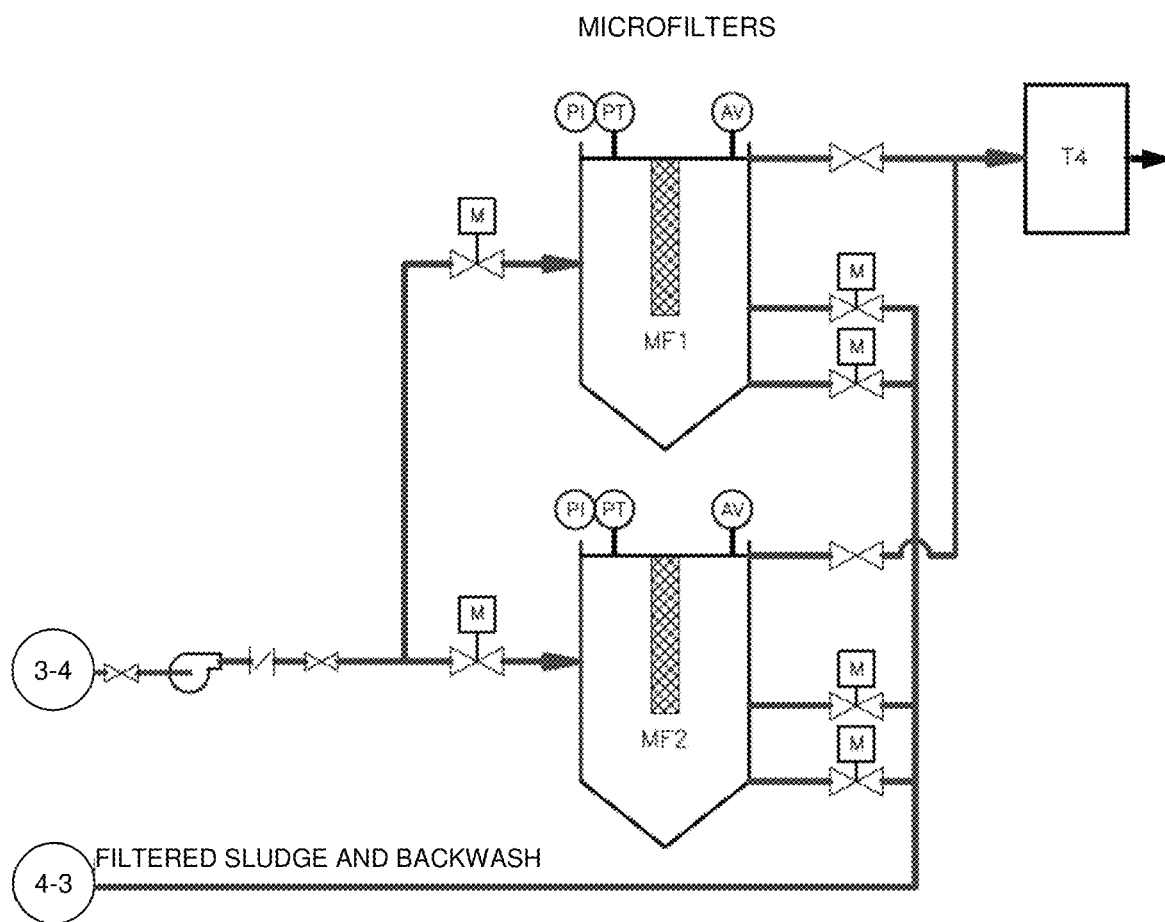 MICROFILTERS
PI PT AV
T4
M
M
MF1
M
PI PT AV
M
3-4
M
MF2
M
FILTERED SLUDGE AND BACKWASH
4-3